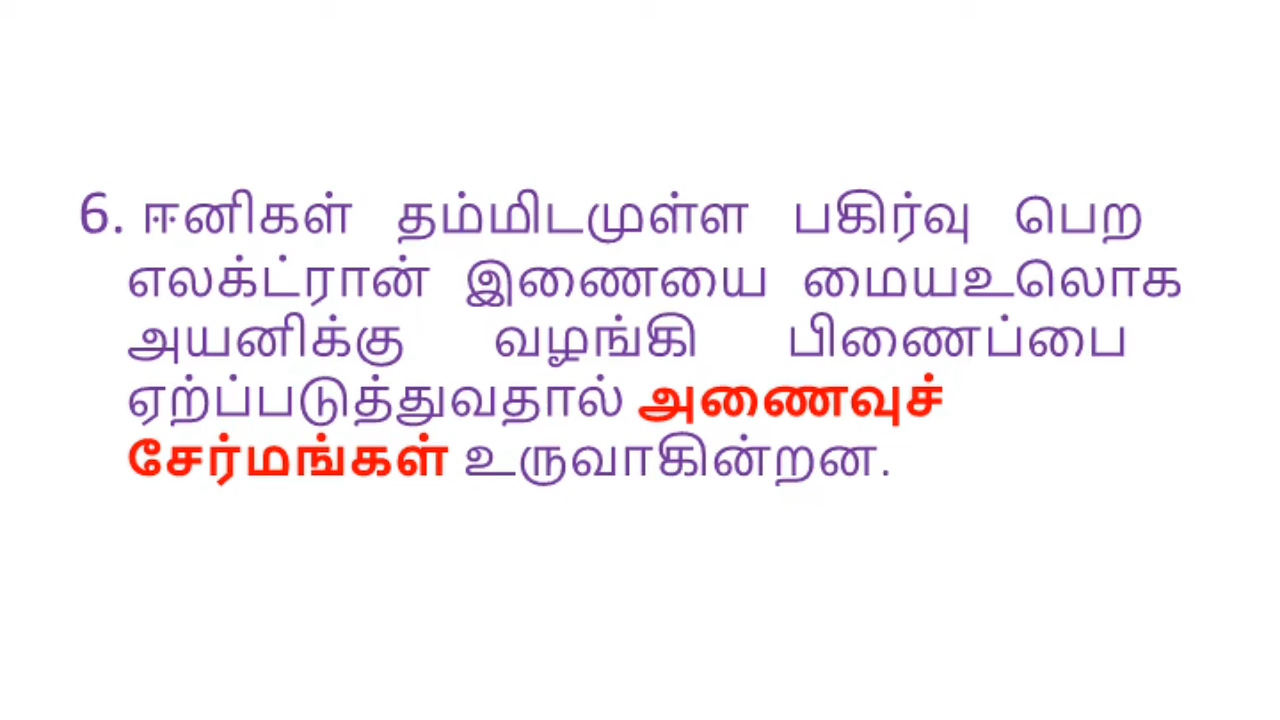 6. ஈனிகள் தம்மிடமுள்ள பகிர்வு பெற
எலக்ட்ரான் இணையை மையஉலொக
அயனிக்கு வழங்கி பிணைப்பை
ஏற்ப்படுத்துவதால் அணைவுச்
சேர்மங்கள் உருவாகின்றன.